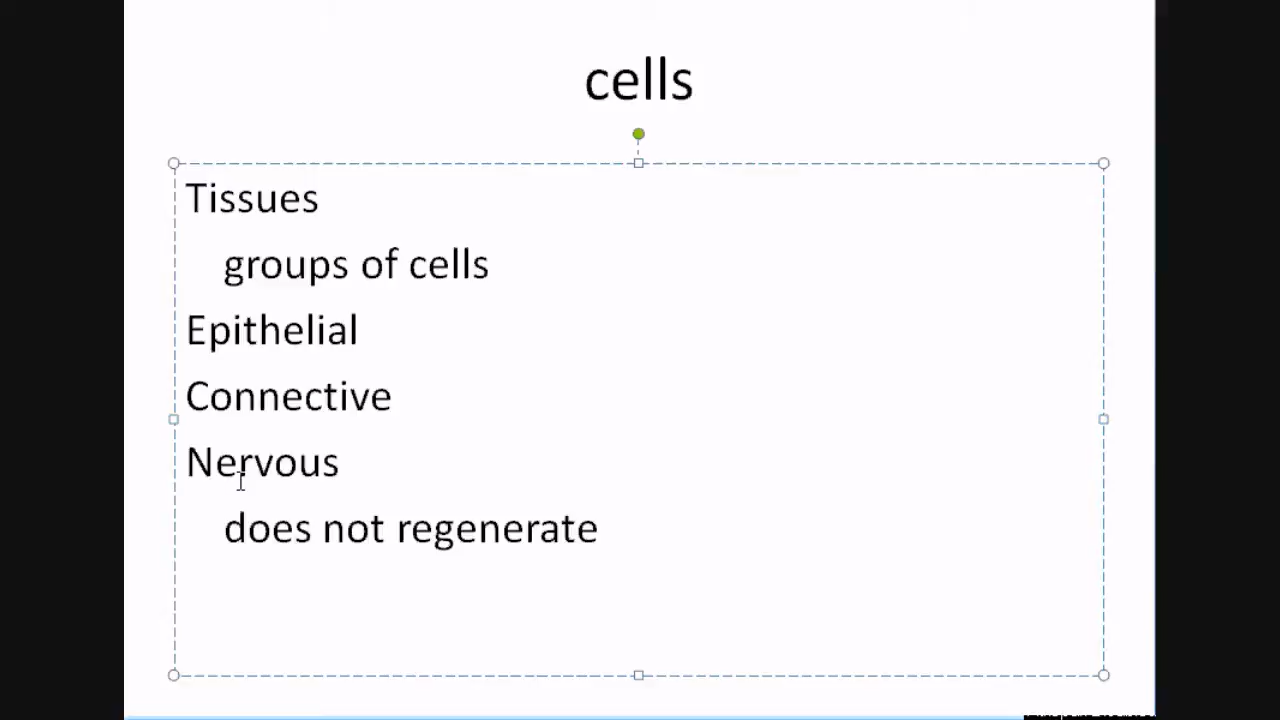 cells
Tissues
groups of cells
Epithelial
Connective
Nervous
does not regenerate